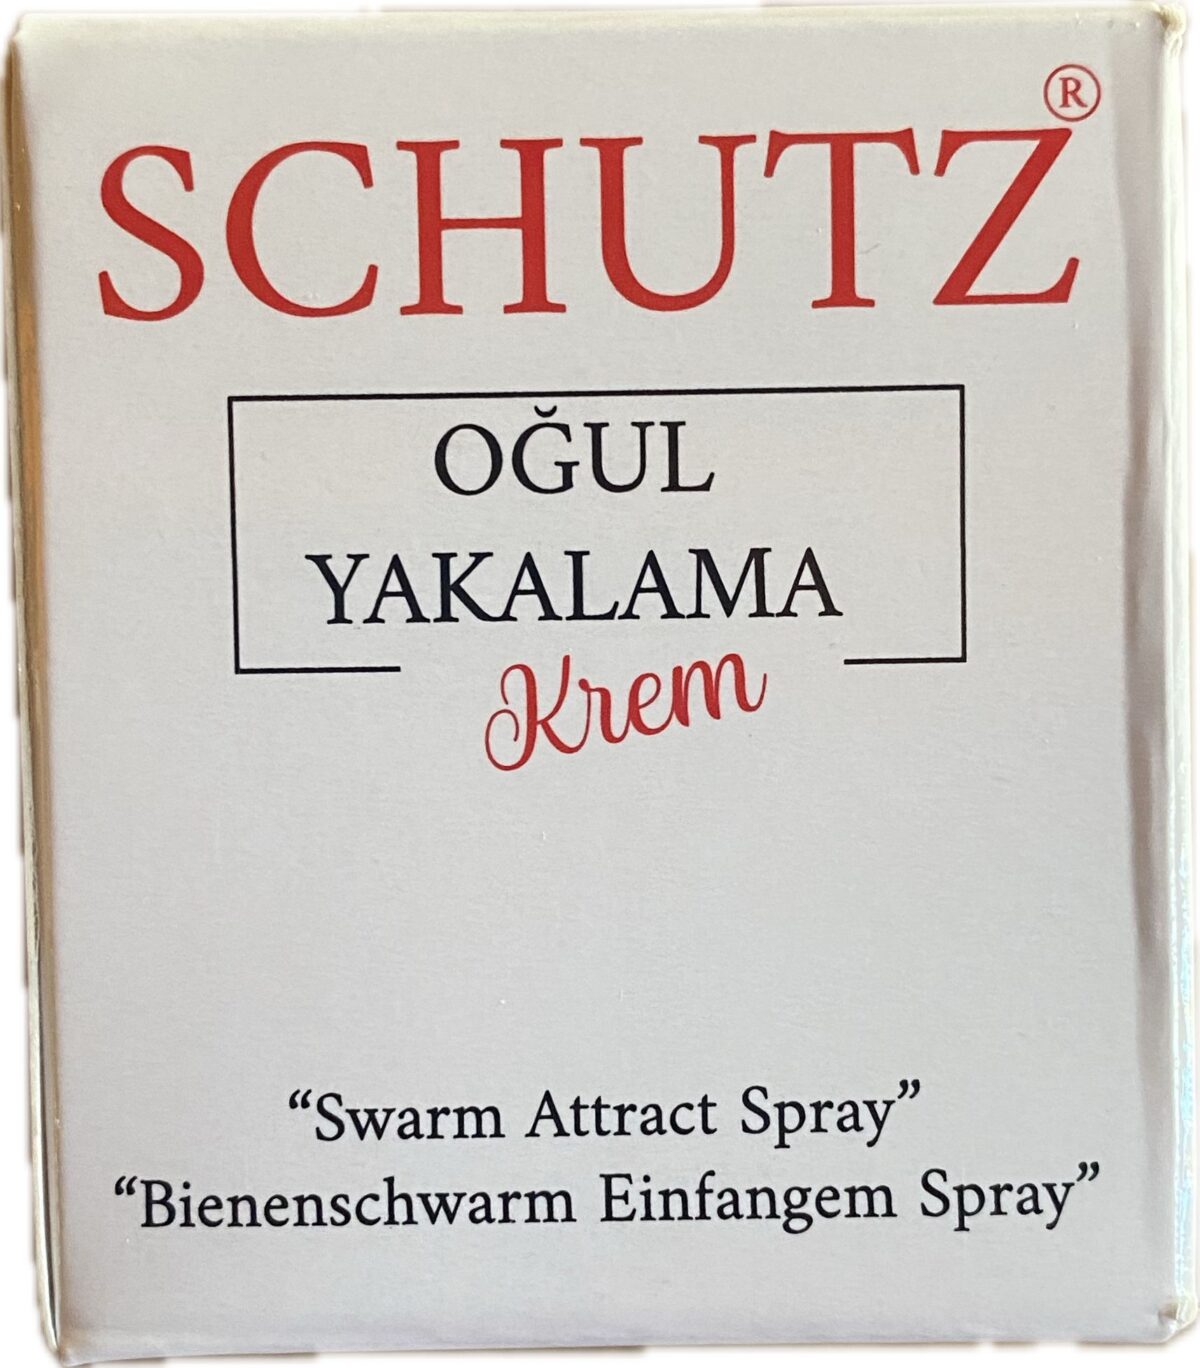 SCHUTZ®
OĞUL
YAKALAMA
Krem
“Swarm Attract Spray”
“Bienenschwarm Einfangem Spray”